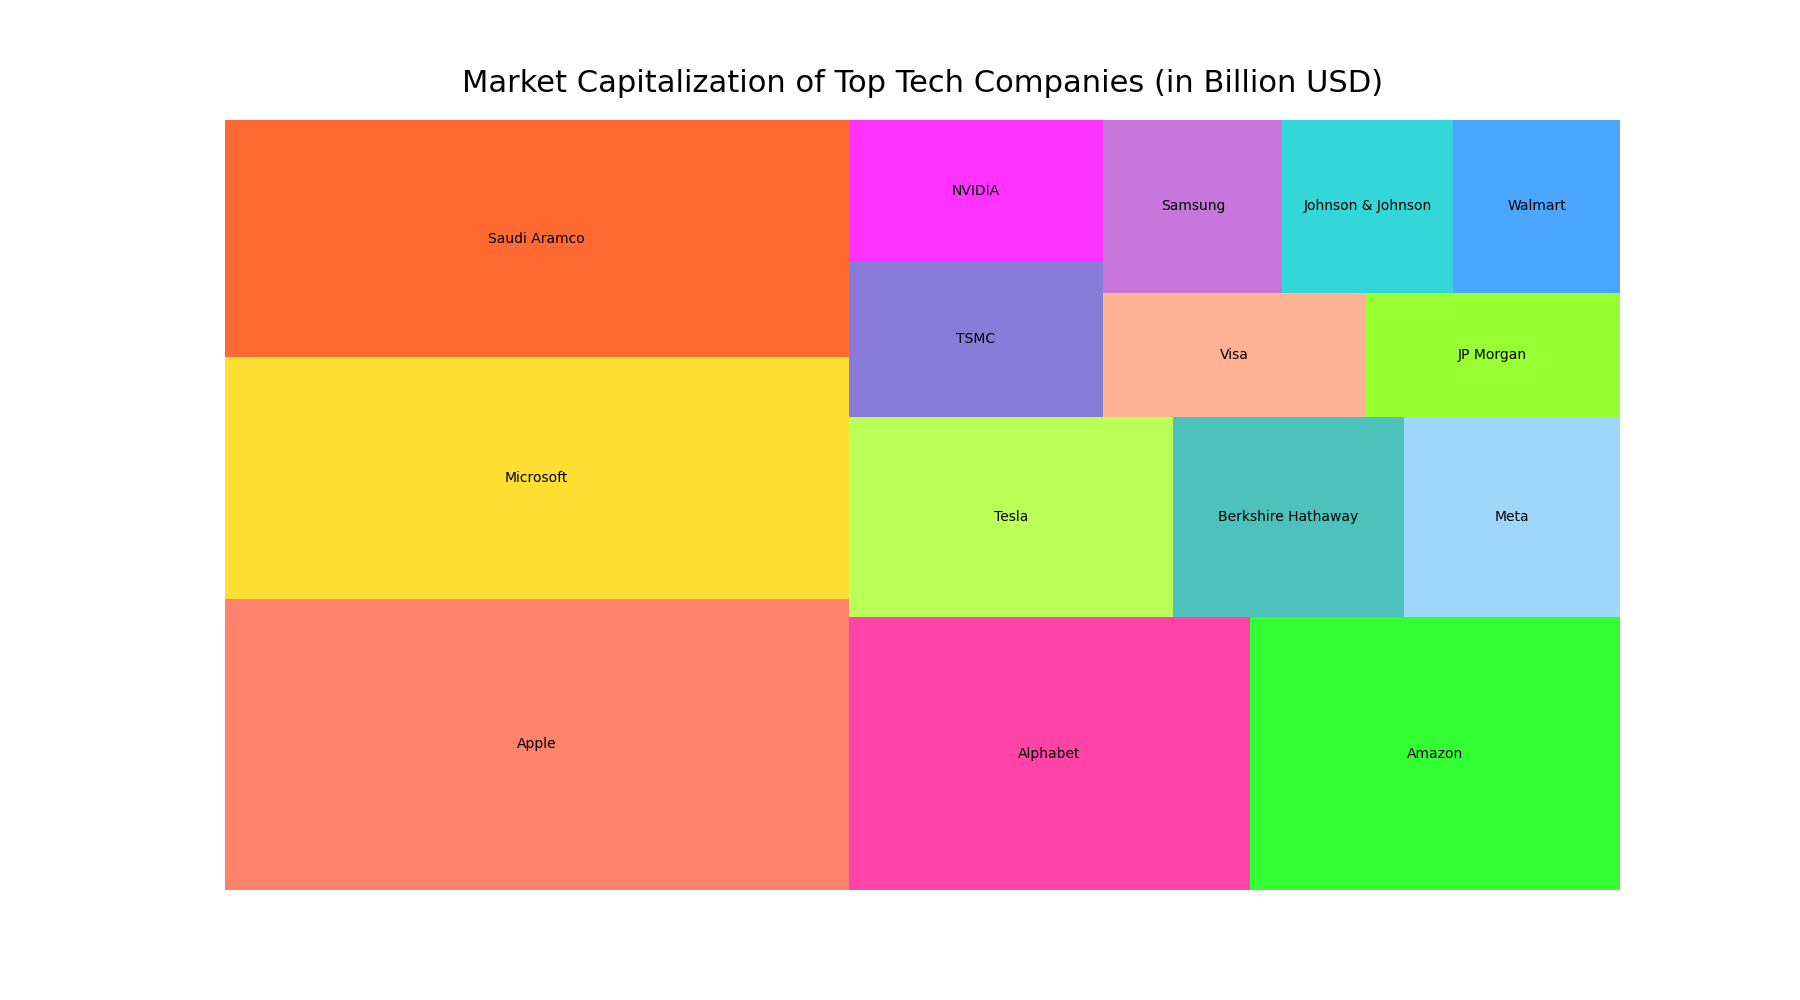 Market Capitalization of Top Tech Companies (in Billion USD)
Saudi Aramco
Microsoft
Apple
NVIDIA
TSMC
Samsung
Johnson & Johnson
Walmart
Visa
JP Morgan
Tesla
Berkshire Hathaway
Meta
Alphabet
Amazon